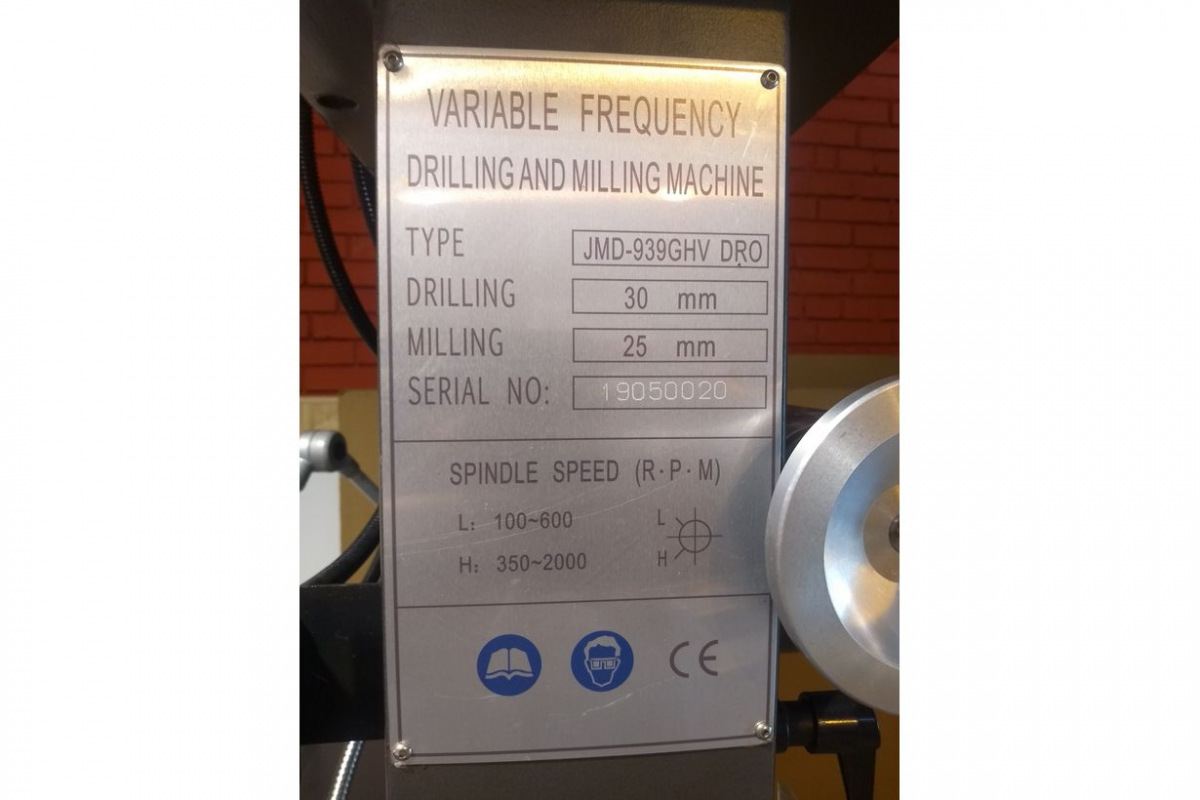 VARIABLE FREQUENCY
DRILLING AND MILLING MACHINE
TYPE JMD-939GHV DRO
DRILLING 30 mm
MILLING 25 mm
SERIAL NO: 19050020
SPINDLE SPEED (R·P·M)
L: 100~600 L
H: 350~2000 H
CE